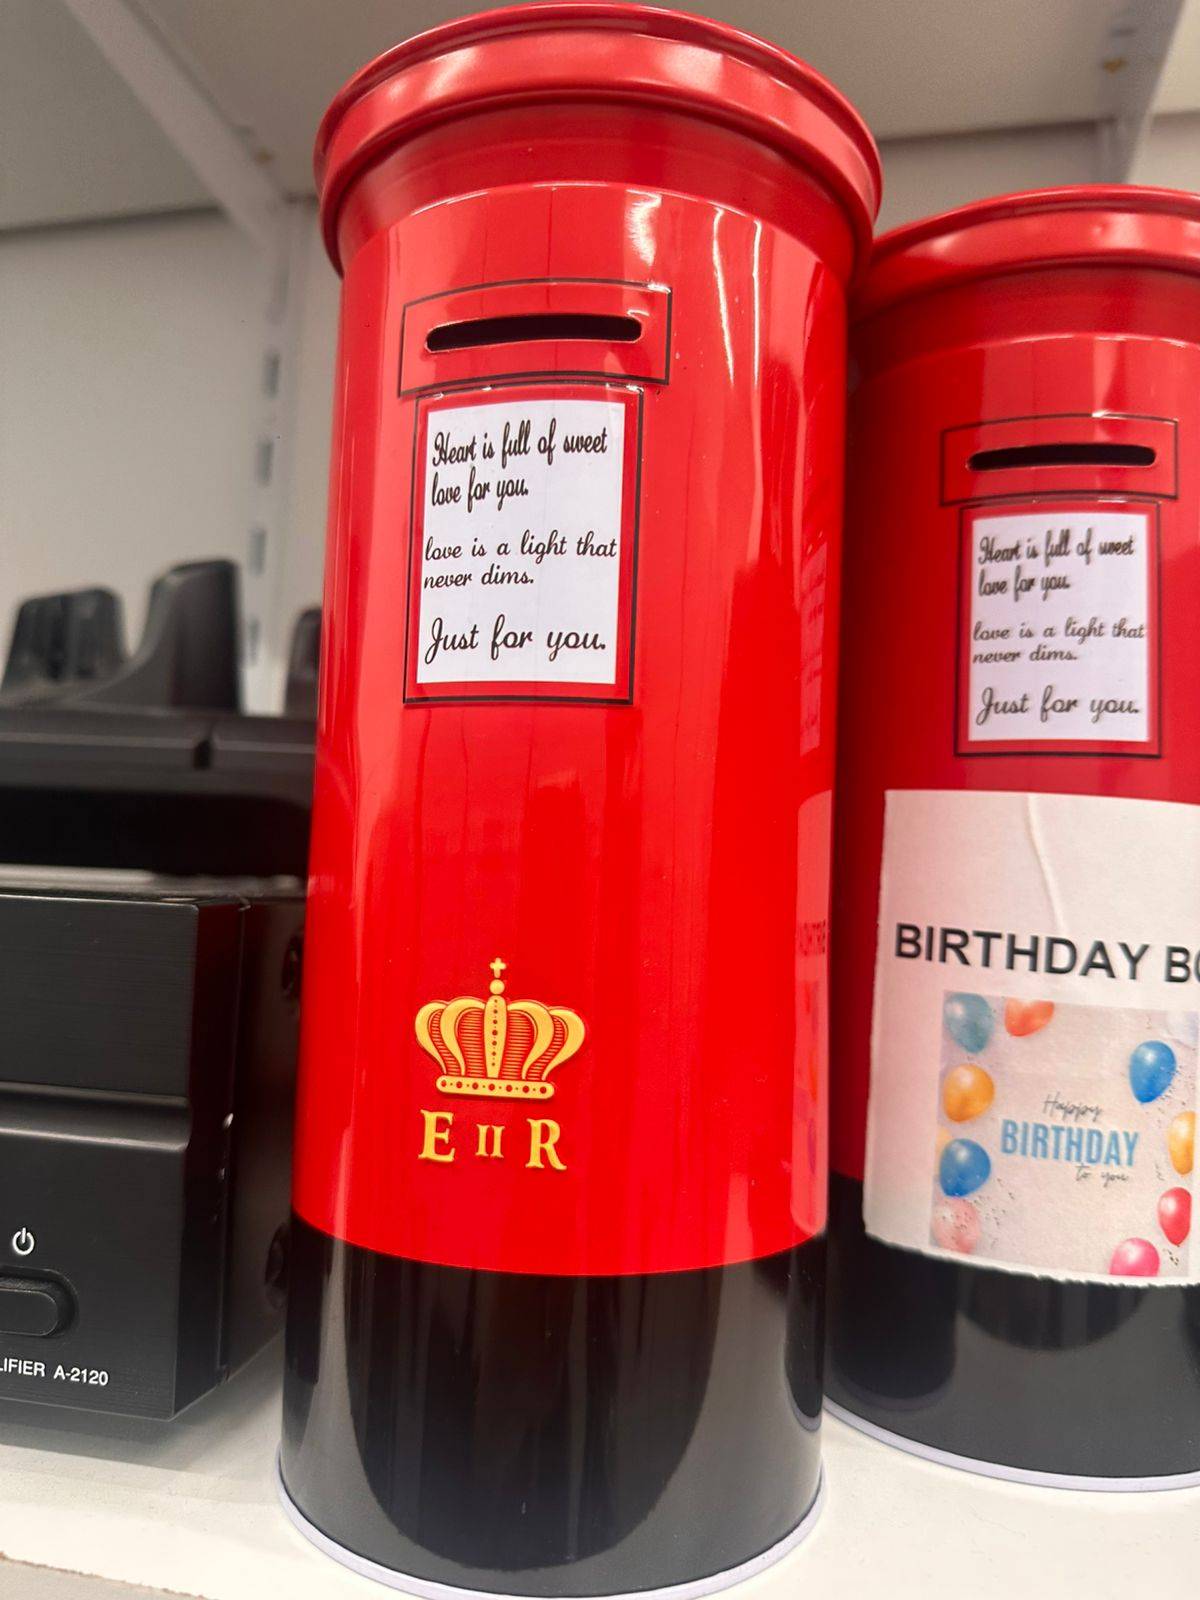 Heart is full of sweet
love for you.
love is a light that
never dims.
Just for you.
E II R
Heart is full of sweet
love for you.
love is a light that
never dims.
Just for you.
BIRTHDAY
Happy
BIRTHDAY
to you
A-2120